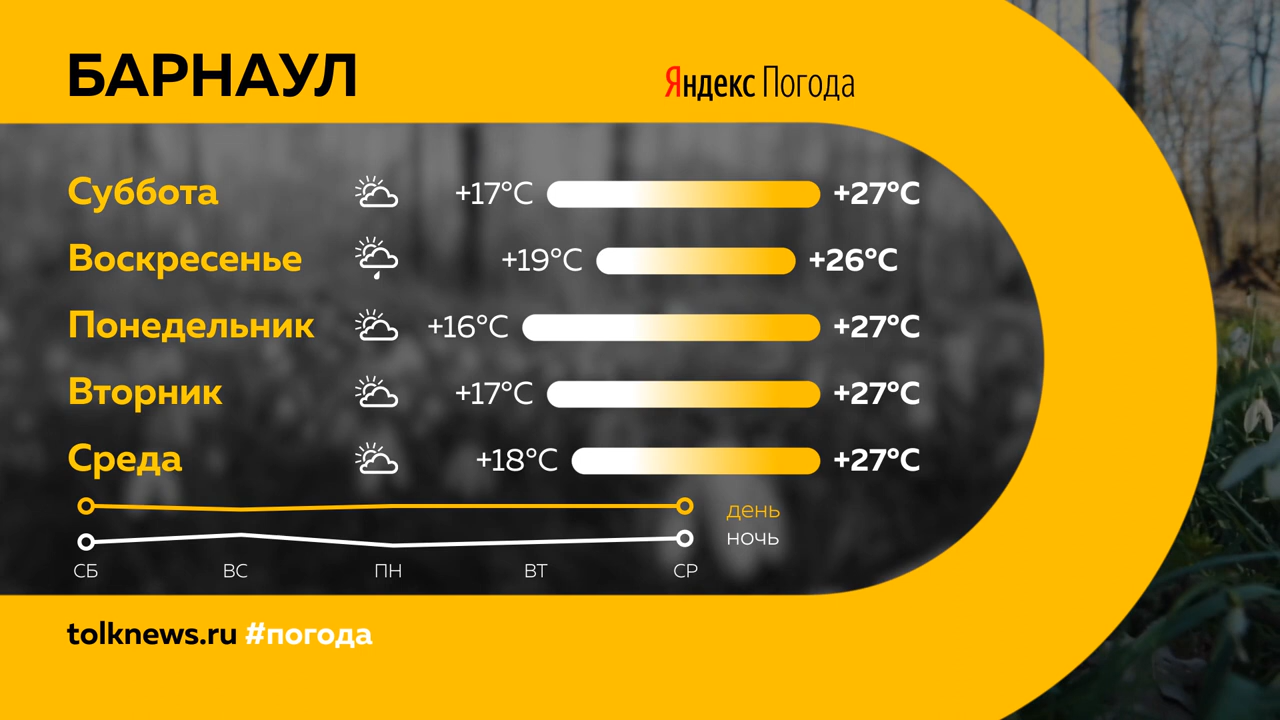 БАРНАУЛ
Яндекс Погода
Суббота +17°C +27°C
Воскресенье +19°C +26°C
Понедельник +16°C +27°C
Вторник +17°C +27°C
Среда +18°C +27°C
день
ночь
СБ ВС ПН ВТ СР
tolknews.ru #погода